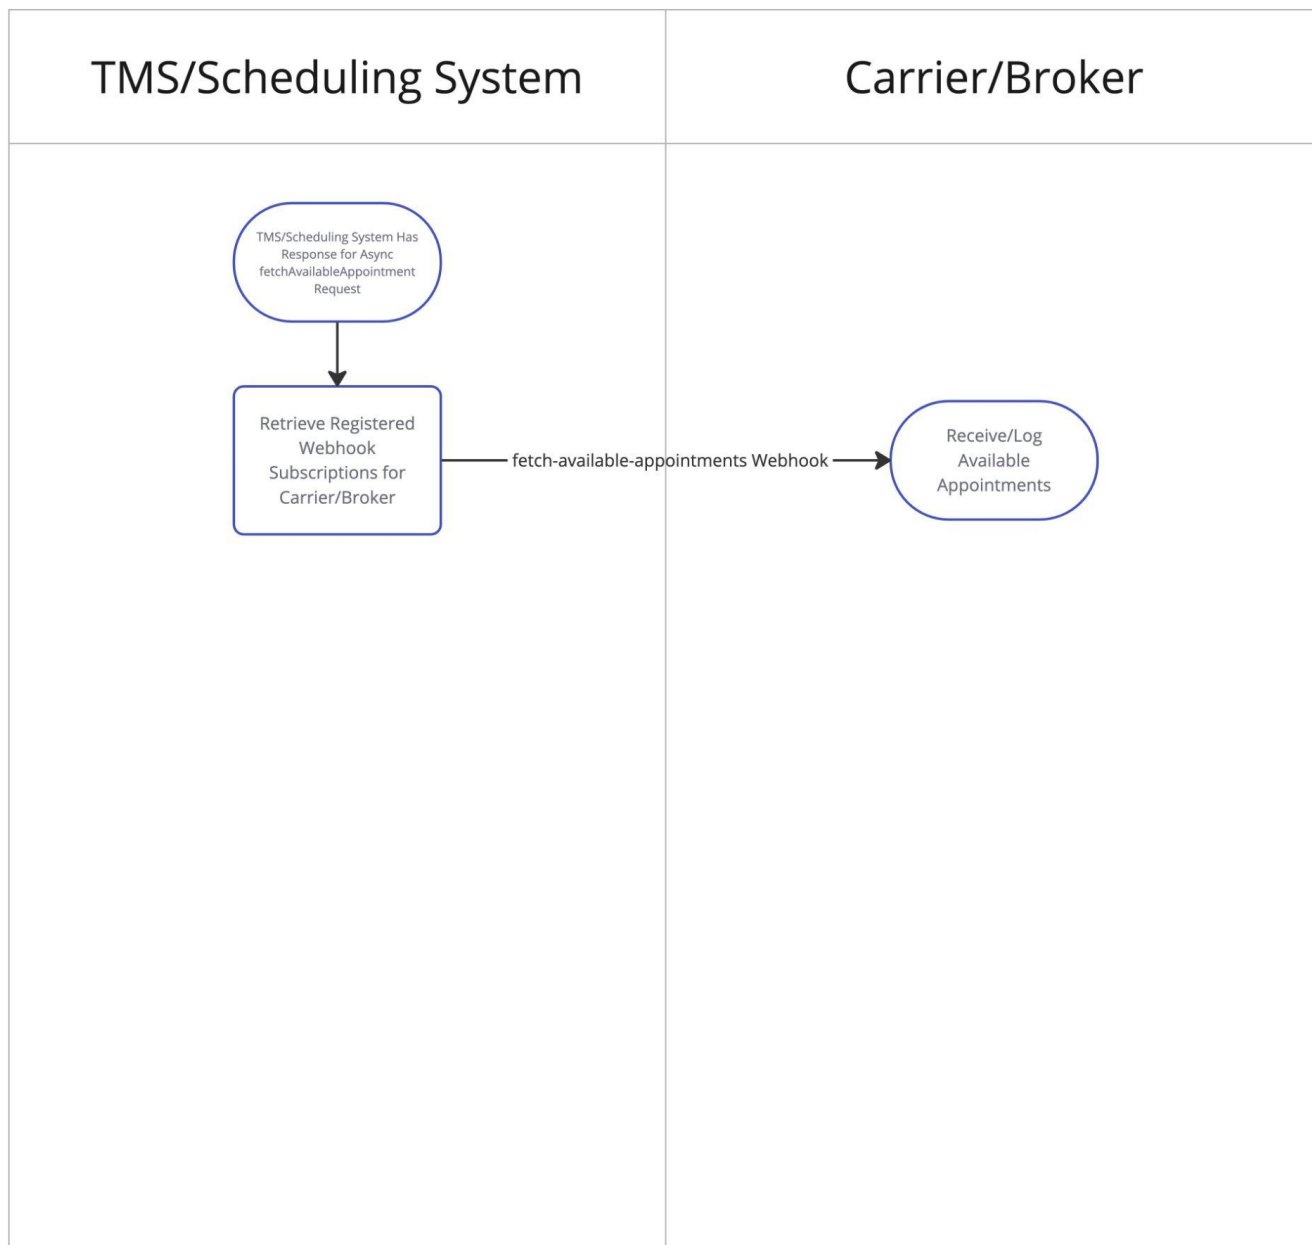 TMS/Scheduling System
Carrier/Broker
TMS/Scheduling System Has
Response for Async
fetchAvailableAppointment
Request
Retrieve Registered
Webhook
Subscriptions for
Carrier/Broker
fetch-available-appointments Webhook
Receive/Log
Available
Appointments